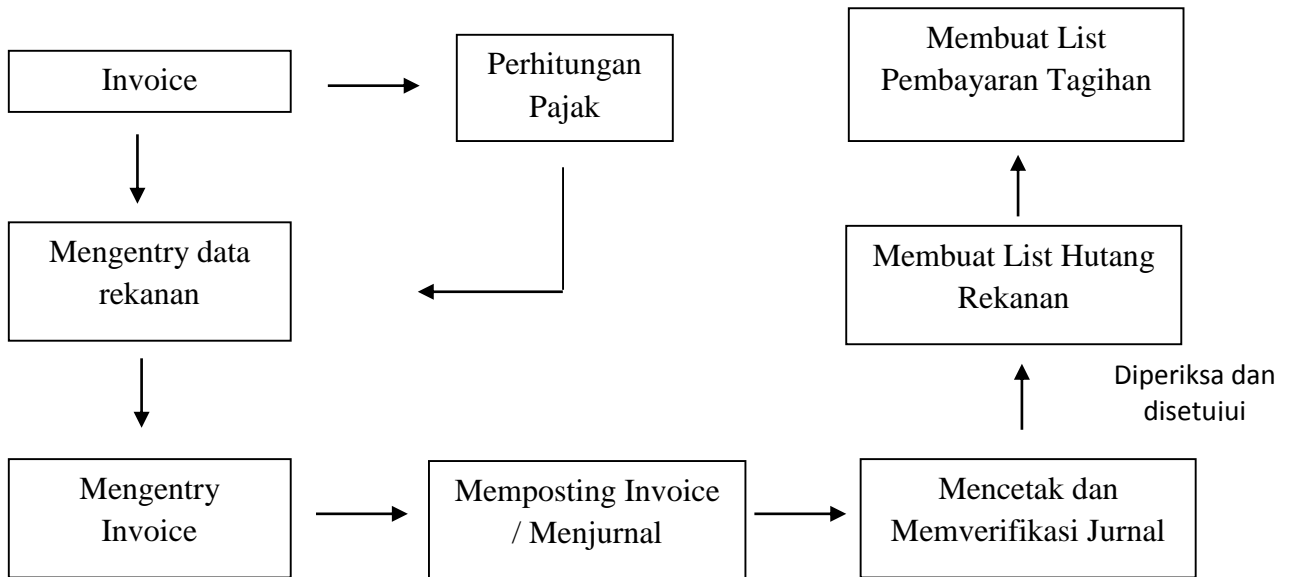 Invoice
Perhitungan
Pajak
Membuat List
Pembayaran Tagihan
Mengentry data
rekanan
Membuat List Hutang
Rekanan
Diperiksa dan
disetujui
Mengentry
Invoice
Memposting Invoice
/ Menjurnal
Mencetak dan
Memverifikasi Jurnal